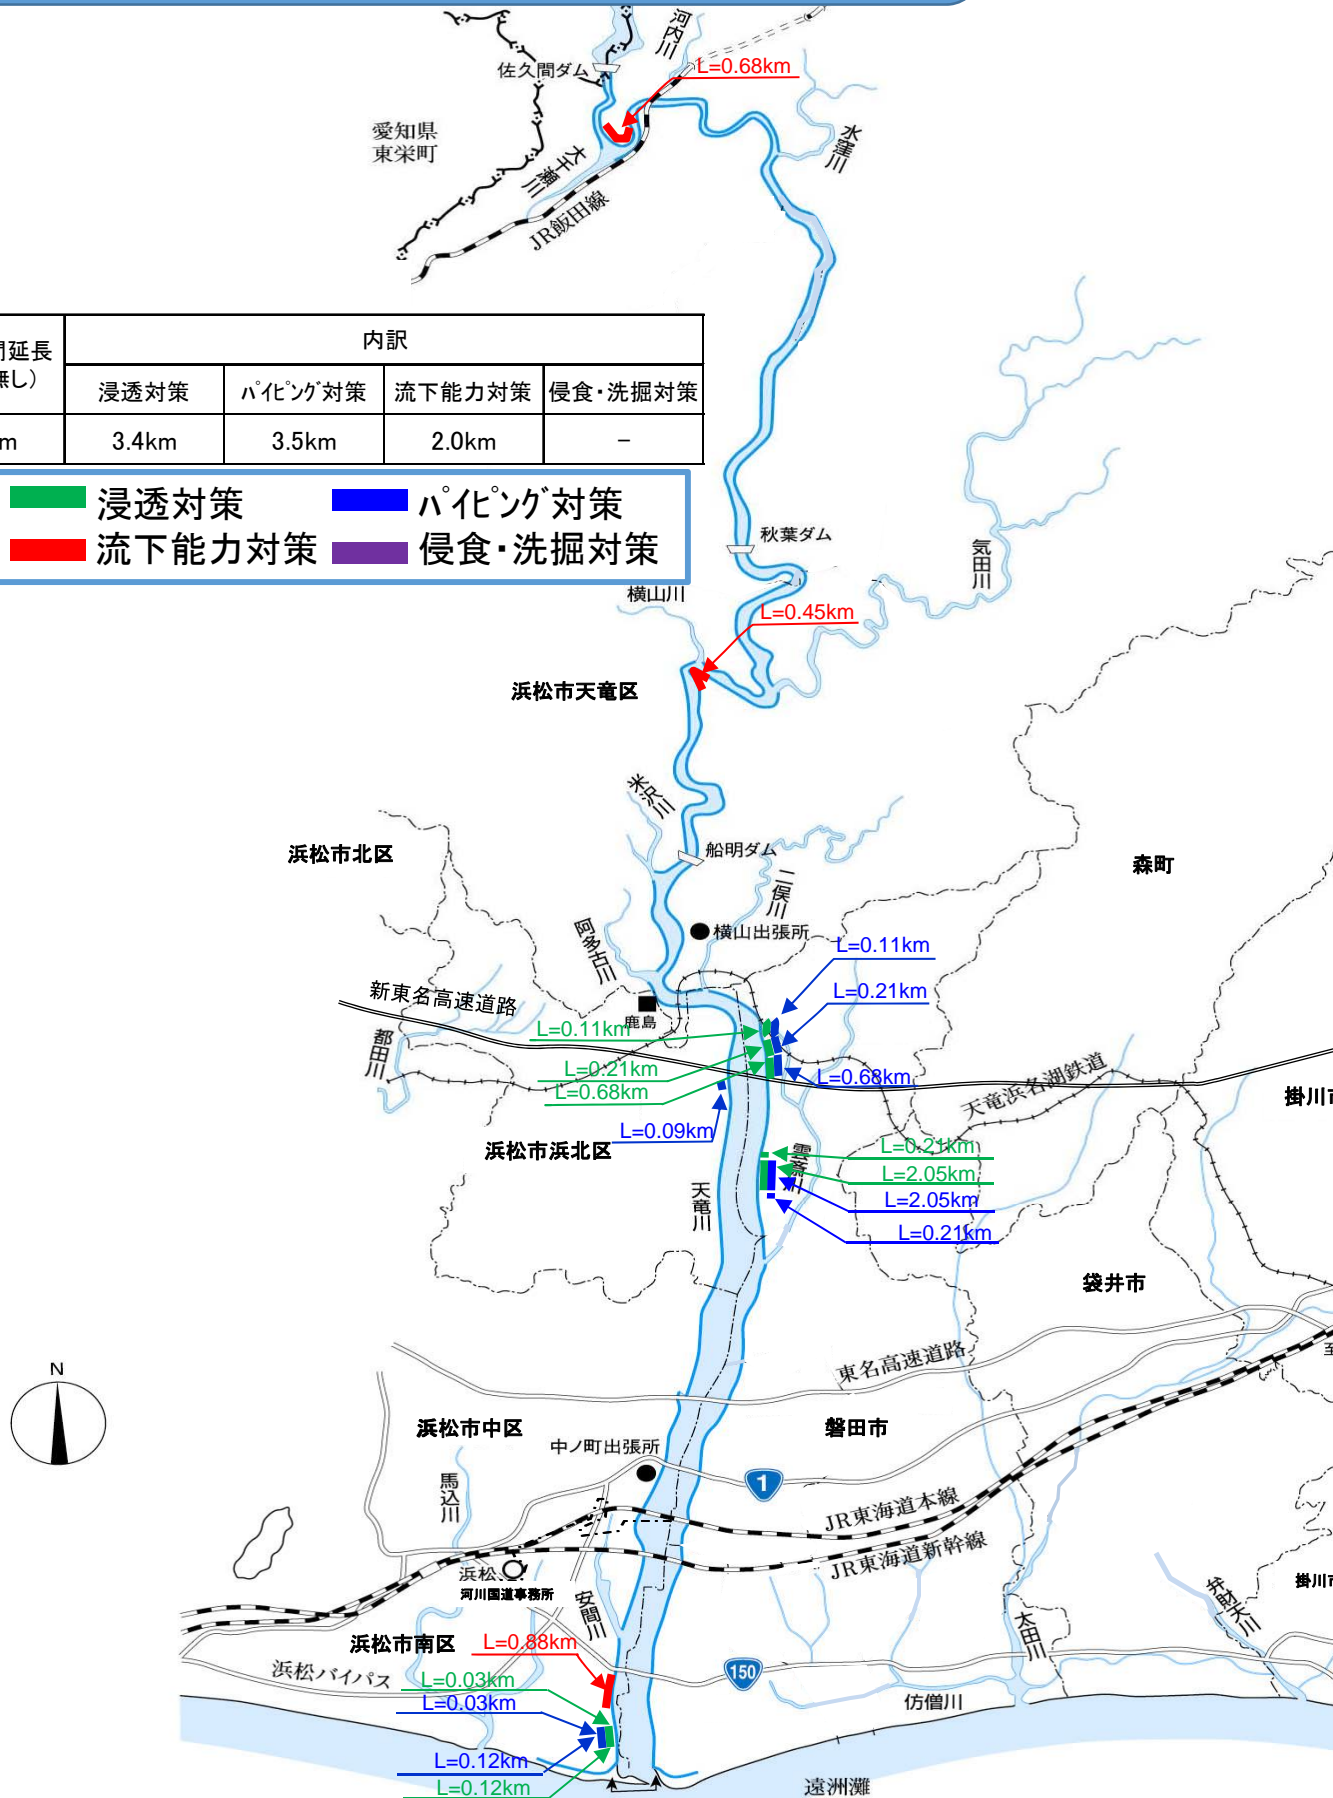 河内川
佐久間ダム
L=0.68km
愛知県
東栄町
大千瀬川
水窪川
JR飯田線
間延長
無し）
内訳
浸透対策
ﾊﾟｲﾋﾟﾝｸﾞ対策
流下能力対策
侵食・洗掘対策
m
3.4km
3.5km
2.0km
－
浸透対策
ﾊﾟｲﾋﾟﾝｸﾞ対策
流下能力対策
侵食・洗掘対策
秋葉ダム
気田川
横山川
L=0.45km
浜松市天竜区
米沢川
浜松市北区
船明ダム
二俣川
森町
阿多古川
横山出張所
L=0.11km
新東名高速道路
L=0.21km
鹿島
L=0.11km
都田川
L=0.21km
L=0.68km
L=0.68km
天竜浜名湖鉄道
掛川市
L=0.09km
浜松市浜北区
L=0.21km
雲斎川
L=2.05km
天竜川
L=2.05km
L=0.21km
袋井市
N
東名高速道路
至
浜松市中区
磐田市
中ノ町出張所
馬込川
1
JR東海道本線
JR東海道新幹線
浜松
河川国道事務所
安間川
弁財天川
掛川市
太田川
浜松市南区
L=0.88km
浜松バイパス
150
L=0.03km
L=0.03km
仿僧川
L=0.12km
L=0.12km
遠洲灘